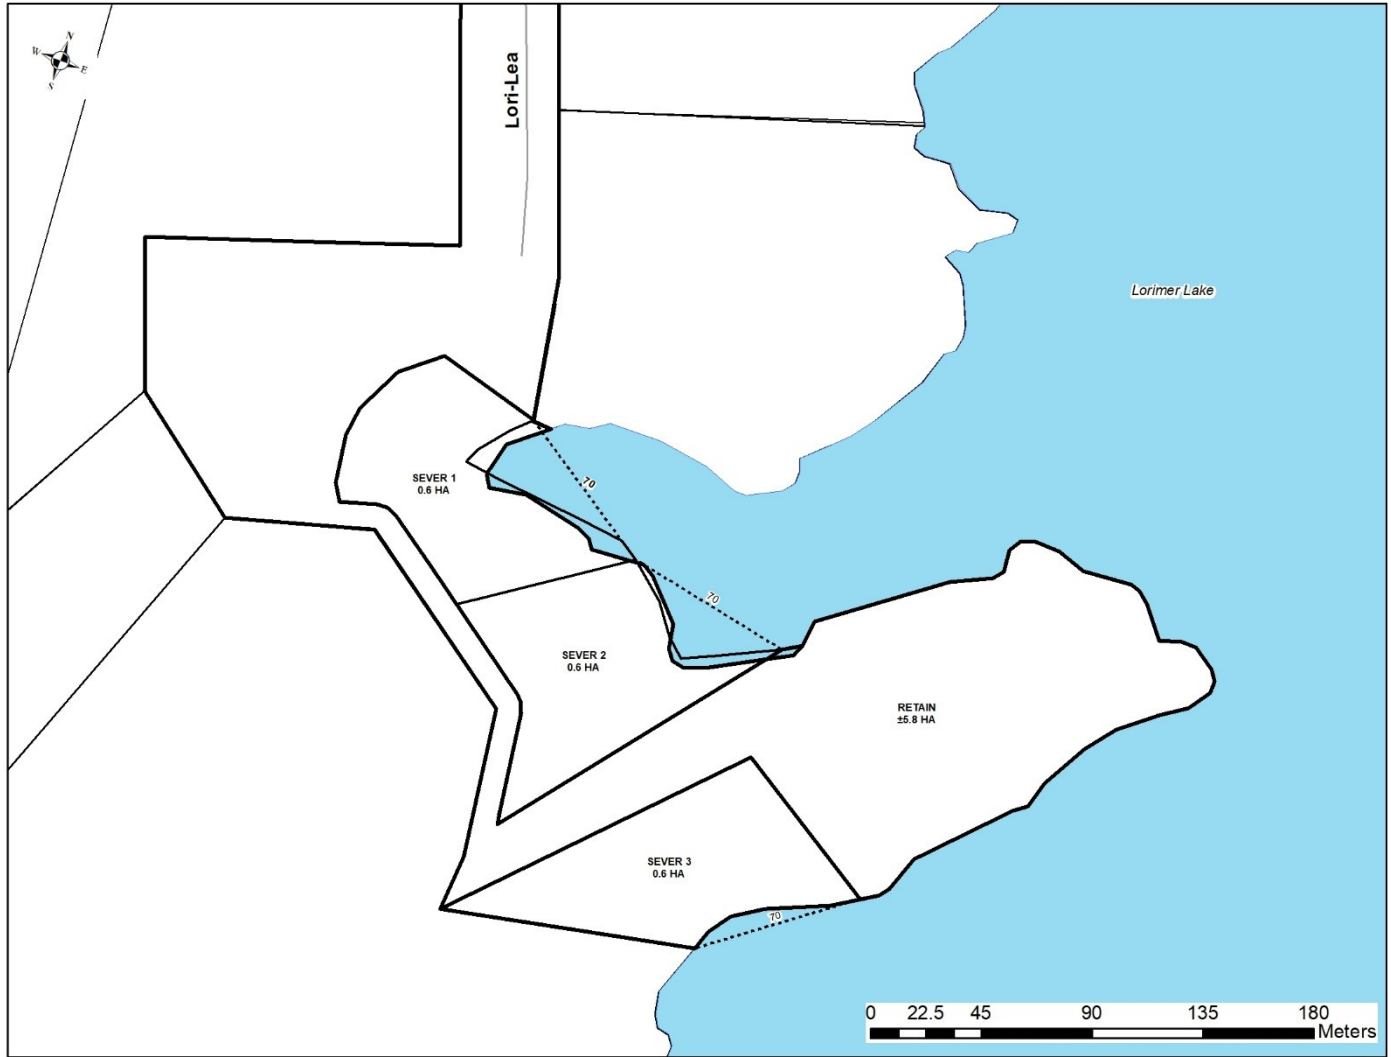 N
W
E
S
Lori-Lea
Lorimer Lake
SEVER 1
0.6 HA
70
70
SEVER 2
0.6 HA
RETAIN
±5.8 HA
SEVER 3
0.6 HA
70
0 22.5 45 90 135 180
Meters